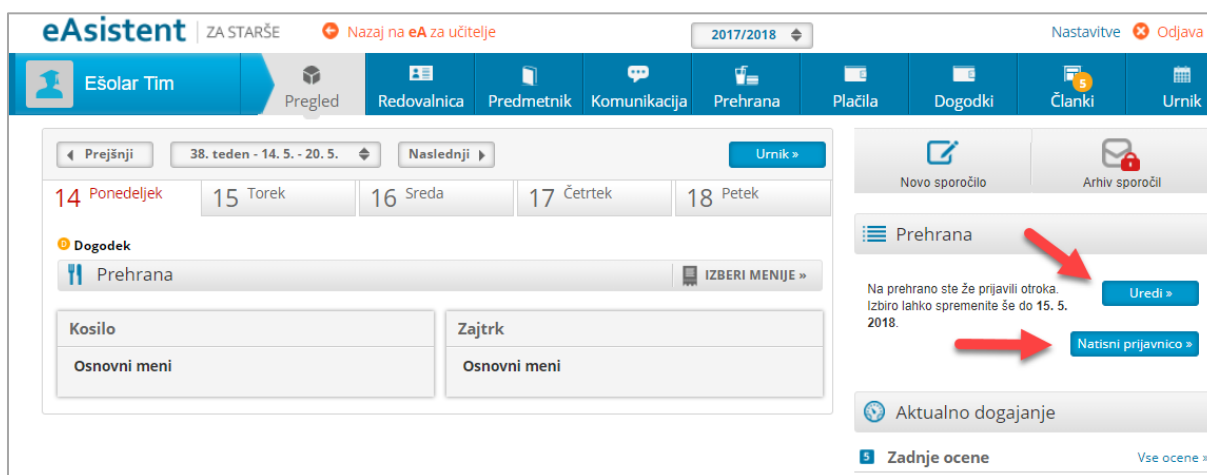 eAsistent ZA STARŠE Nazaj na eA za učitelje 2017/2018 Nastavitve Odjava
Ešolar Tim Pregled Redovalnica Predmetnik Komunikacija Prehrana Plačila Dogodki Članki 5 Urnik
Prejšnji 38. teden - 14. 5. - 20. 5. Naslednji Urnik »
14 Ponedeljek 15 Torek 16 Sreda 17 Četrtek 18 Petek
D Dogodek
Prehrana IZBERI MENIJE »
Kosilo Zajtrk
Osnovni meni Osnovni meni
Novo sporočilo Arhiv sporočil
Prehrana
Na prehrano ste že prijavili otroka.
Izbiro lahko spremenite še do 15. 5.
2018.
Uredi »
Natisni prijavnico »
Aktualno dogajanje
5 Zadnje ocene Vse ocene »